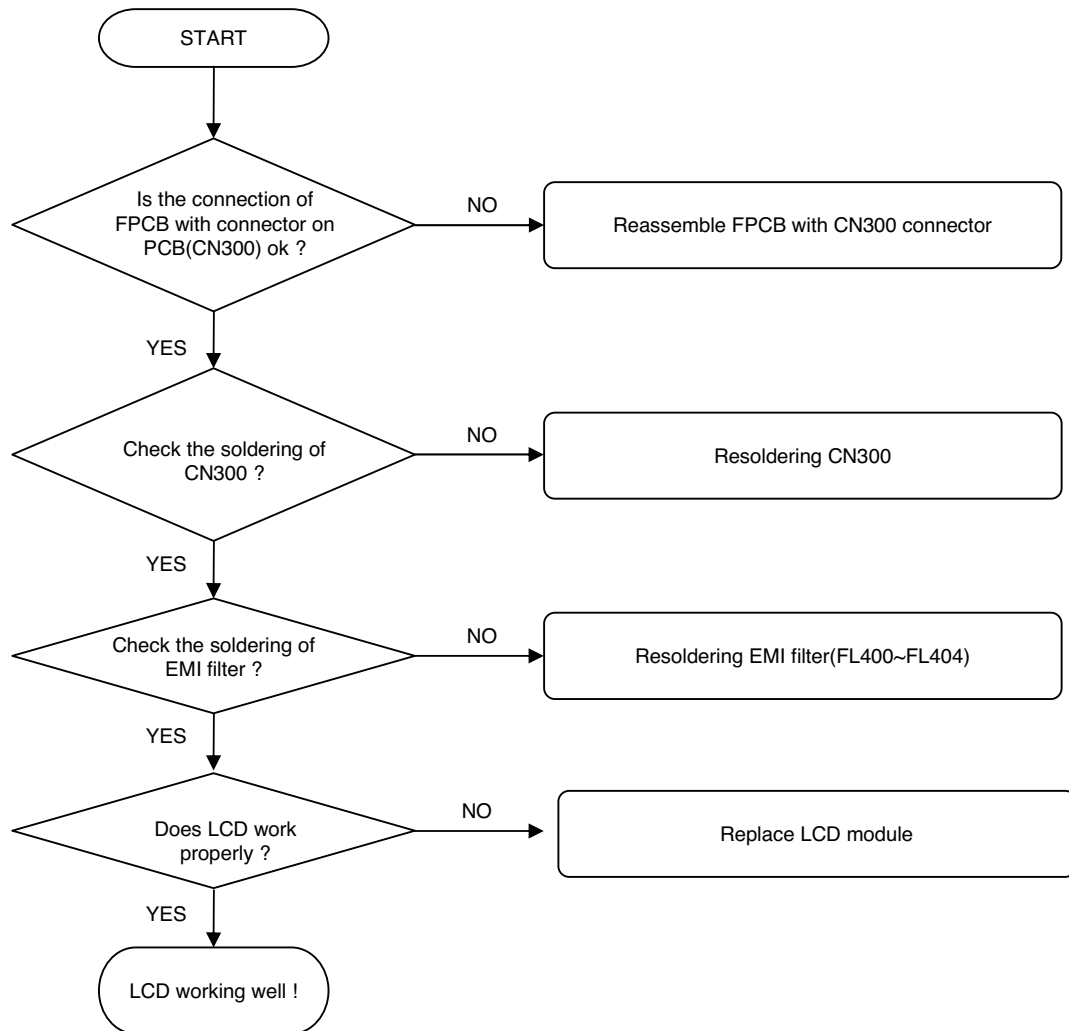 START
Is the connection of
FPCB with connector on
PCB(CN300) ok ?
NO
Reassemble FPCB with CN300 connector
YES
Check the soldering of
CN300 ?
NO
Resoldering CN300
YES
Check the soldering of
EMI filter ?
NO
Resoldering EMI filter(FL400~FL404)
YES
Does LCD work
properly ?
NO
Replace LCD module
YES
LCD working well !